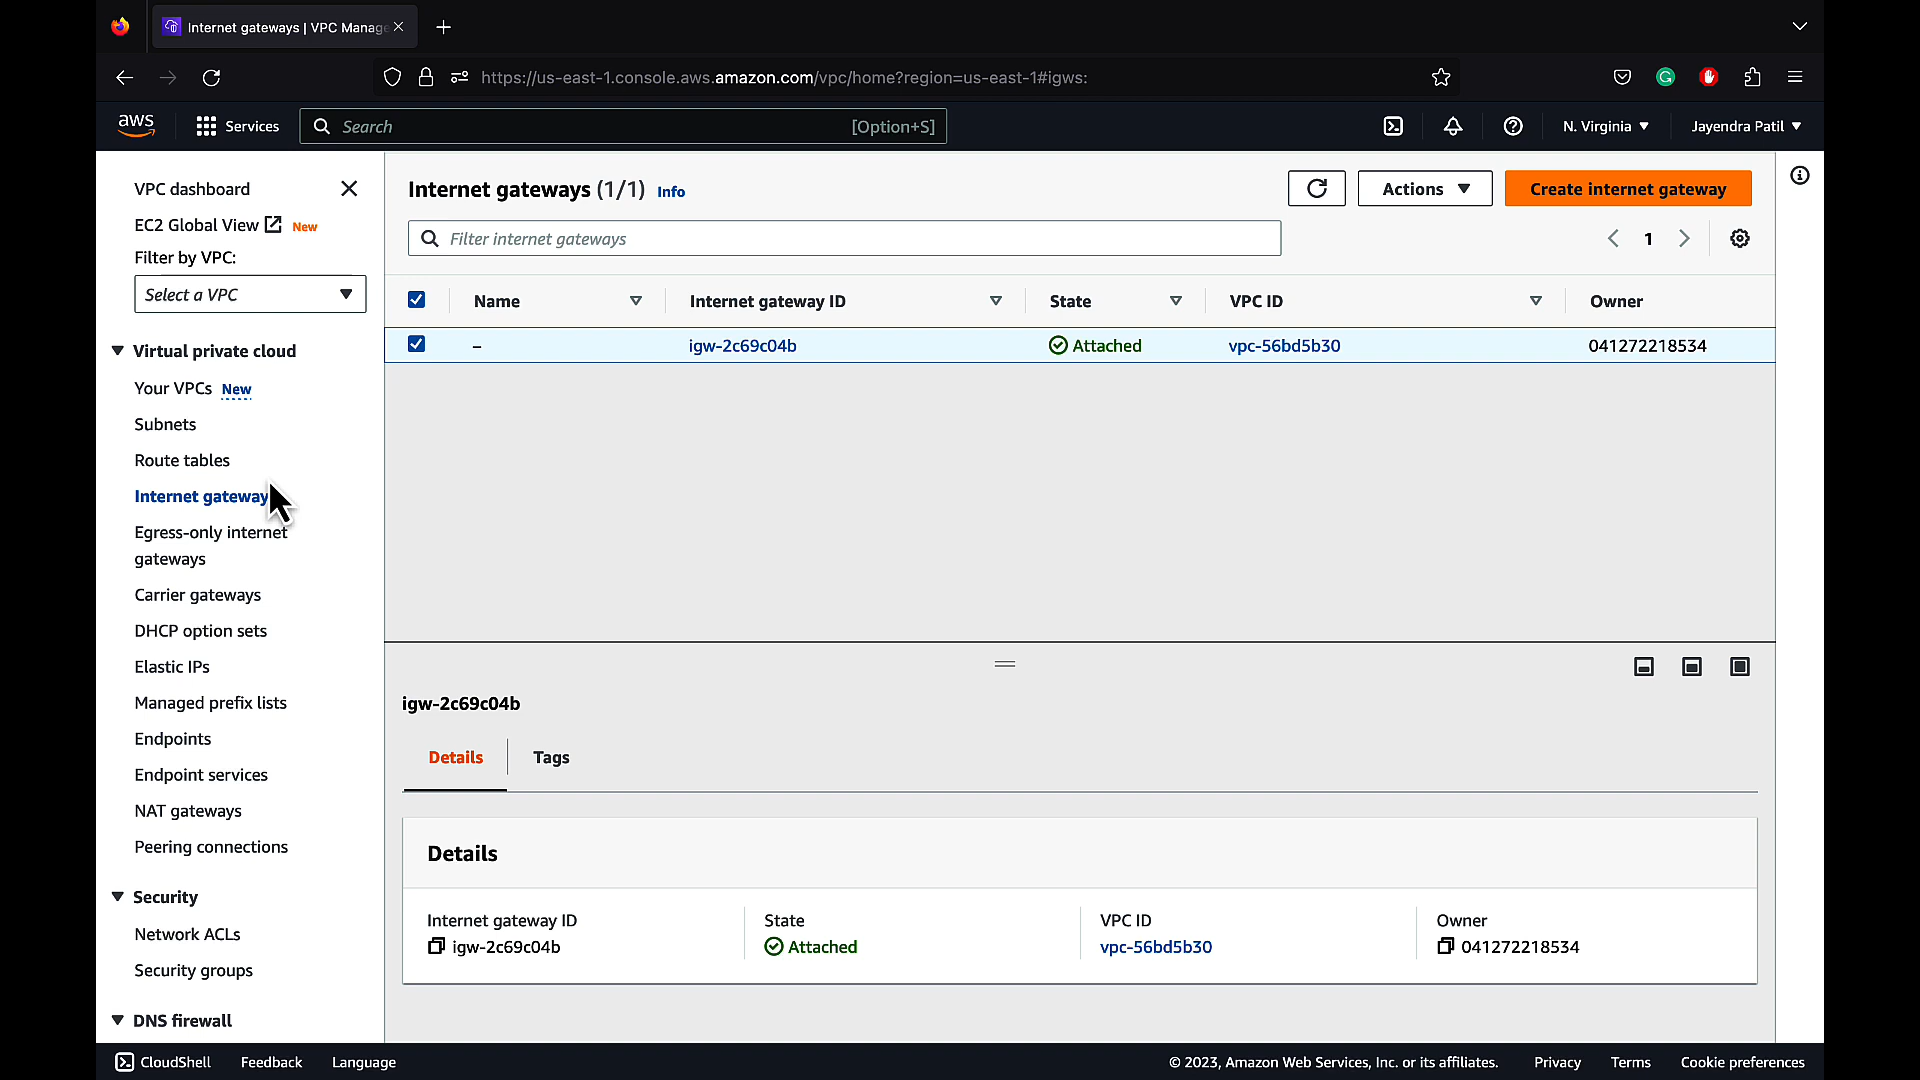 Internet gateways | VPC Manage
https://us-east-1.console.aws.amazon.com/vpc/home?region=us-east-1#igws:
aws
Services
Search
[Option+S]
N. Virginia
Jayendra Patil
VPC dashboard
EC2 Global View New
Filter by VPC:
Select a VPC
Virtual private cloud
Your VPCs New
Subnets
Route tables
Internet gateway
Egress-only internet
gateways
Carrier gateways
DHCP option sets
Elastic IPs
Managed prefix lists
Endpoints
Endpoint services
NAT gateways
Peering connections
Security
Network ACLs
Security groups
DNS firewall
Internet gateways (1/1) Info
Actions
Create internet gateway
Filter internet gateways
1
Name Internet gateway ID State VPC ID Owner
– igw-2c69c04b Attached vpc-56bd5b30 041272218534
igw-2c69c04b
Details Tags
Details
Internet gateway ID State VPC ID Owner
igw-2c69c04b Attached vpc-56bd5b30 041272218534
CloudShell Feedback Language
© 2023, Amazon Web Services, Inc. or its affiliates. Privacy Terms Cookie preferences